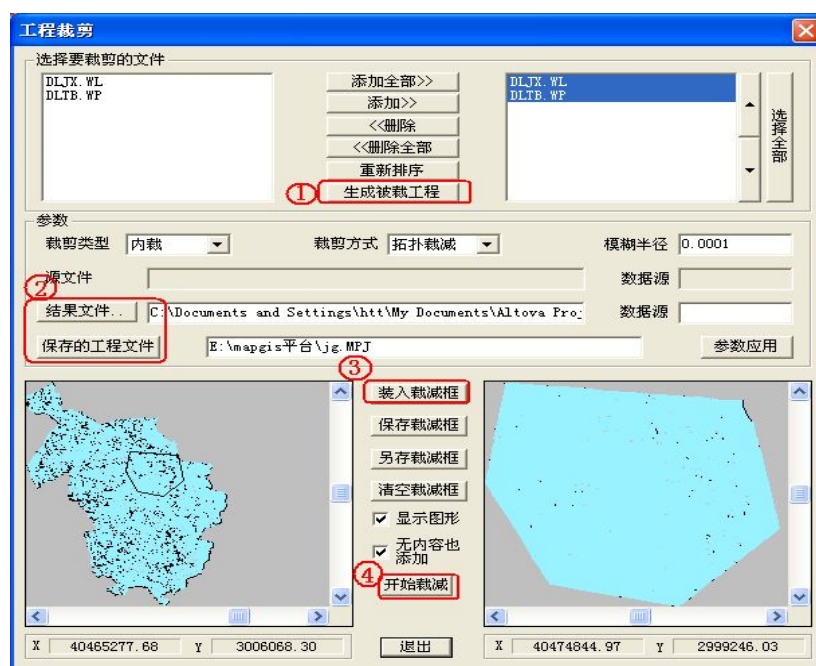 工程裁剪
选择要裁剪的文件
DLJX.WL
DLTB.WP
添加全部>>
添加>>
<<删除
<<删除全部
重新排序
① 生成被裁工程
DLJX.WL
DLTB.WP
选择全部
参数
裁剪类型 内裁 裁剪方式 拓扑裁减 模糊半径 0.0001
源文件 数据源
②
结果文件.. C:\Documents and Settings\htt\My Documents\Altova Proj 数据源
保存的工程文件 E:\mapgis平台\jg.MPJ 参数应用
③
装入裁减框
保存裁减框
另存裁减框
清空裁减框
显示图形
无内容也
添加
④ 开始裁减
X 40465277.68 Y 3006068.30 退出 X 40474844.97 Y 2999246.03